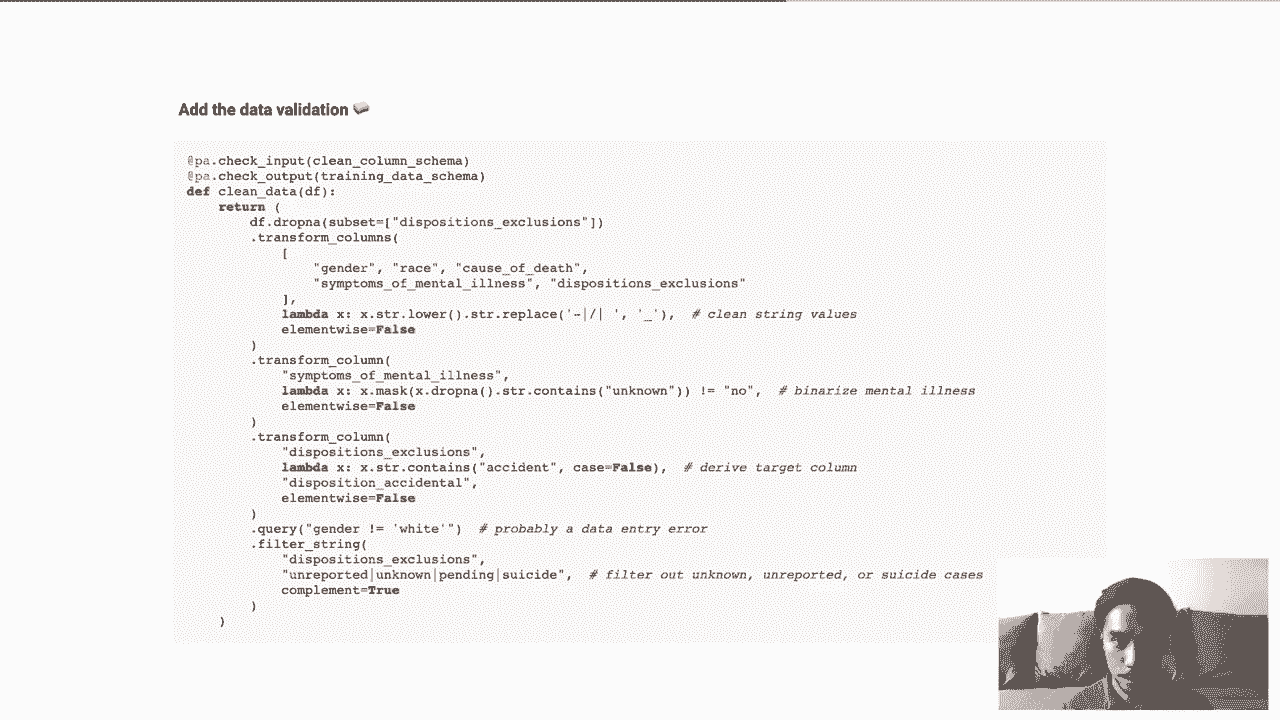 Add the data validation
@pa.check_input(clean_column_schema)
@pa.check_output(training_data_schema)
def clean_data(df):
    return (
        df.dropna(subset=["dispositions_exclusions"])
        .transform_columns(
            [
                "gender", "race", "cause_of_death",
                "symptoms_of_mental_illness", "dispositions_exclusions"
            ],
            lambda x: x.str.lower().str.replace('-|/| ', '_'),  # clean string values
            elementwise=False
        )
        .transform_column(
            "symptoms_of_mental_illness",
            lambda x: x.mask(x.dropna().str.contains("unknown")) != "no",  # binarize mental illness
            elementwise=False
        )
        .transform_column(
            "dispositions_exclusions",
            lambda x: x.str.contains("accident", case=False),  # derive target column
            "disposition_accidental",
            elementwise=False
        )
        .query("gender != 'white'")  # probably a data entry error
        .filter_string(
            "dispositions_exclusions",
            "unreported|unknown|pending|suicide",  # filter out unknown, unreported, or suicide cases
            complement=True
        )
    )